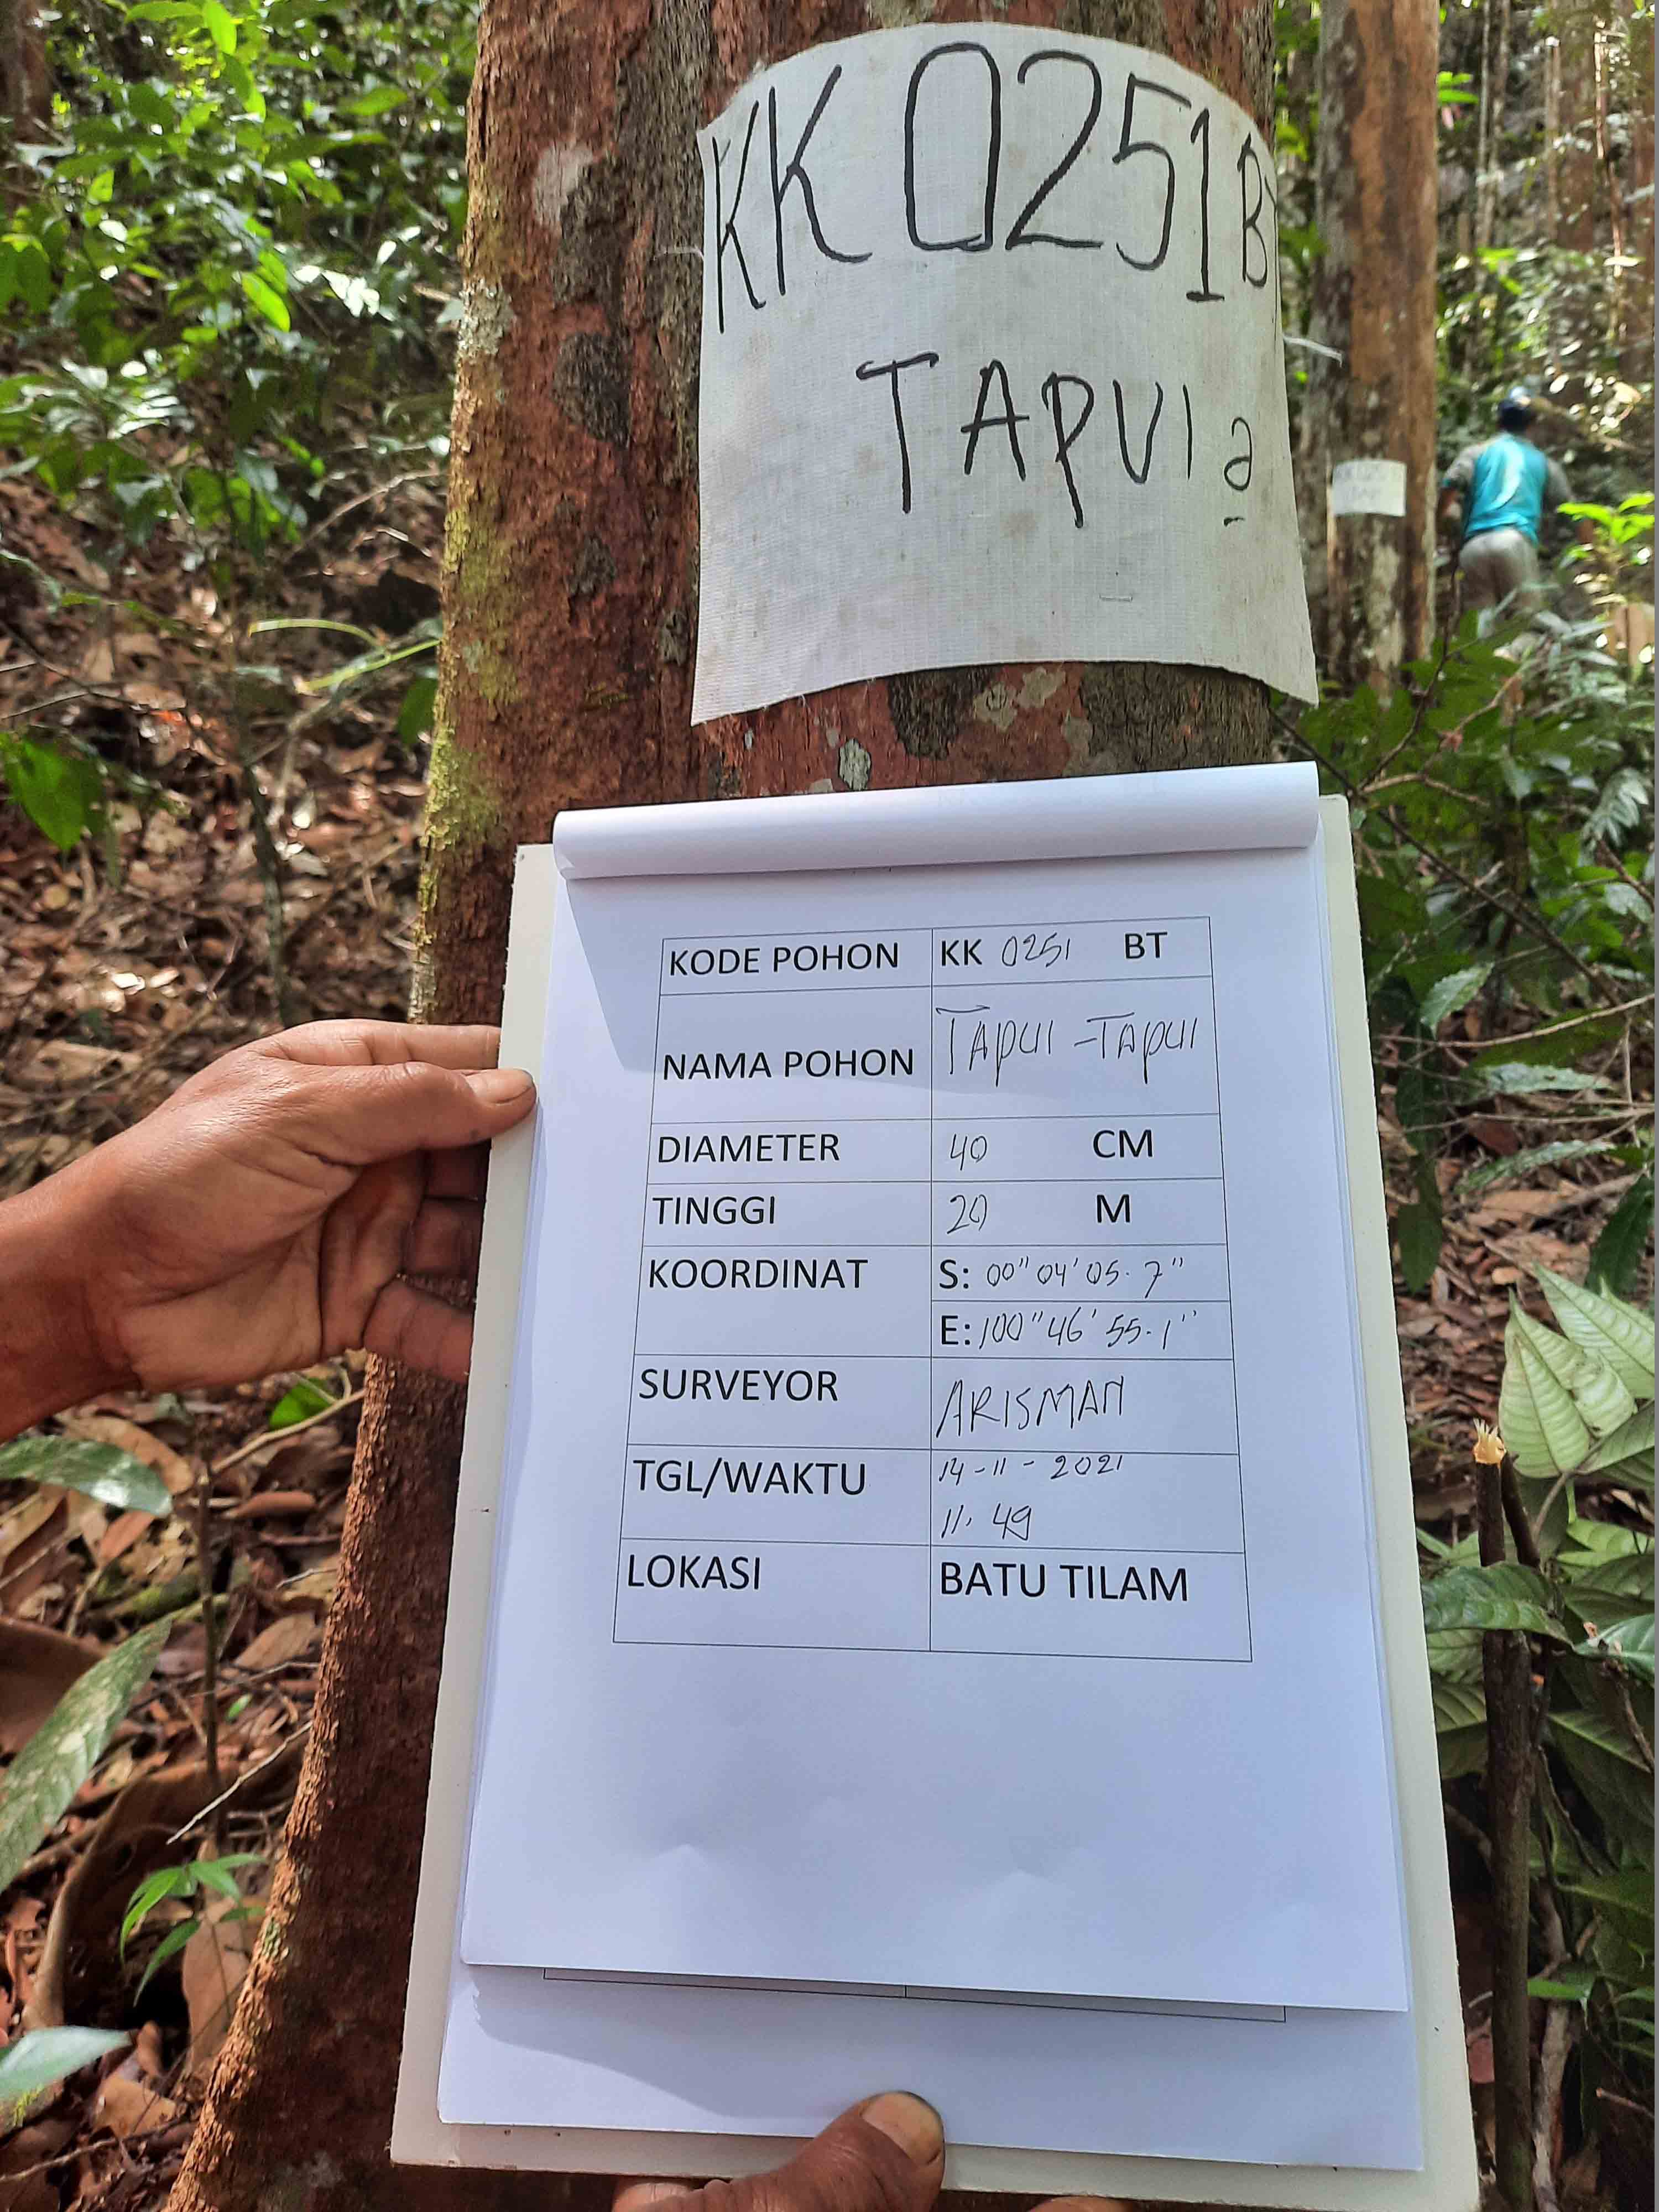 KK 0251 BT
TAPUI 2
KODE POHON KK 0251 BT
NAMA POHON TAPUI - TAPUI
DIAMETER 40 CM
TINGGI 20 M
KOORDINAT S: 00" 04' 05.7"
E: 100" 46' 55.1"
SURVEYOR ARISMAN
TGL/WAKTU 14-11-2021
11.49
LOKASI BATU TILAM